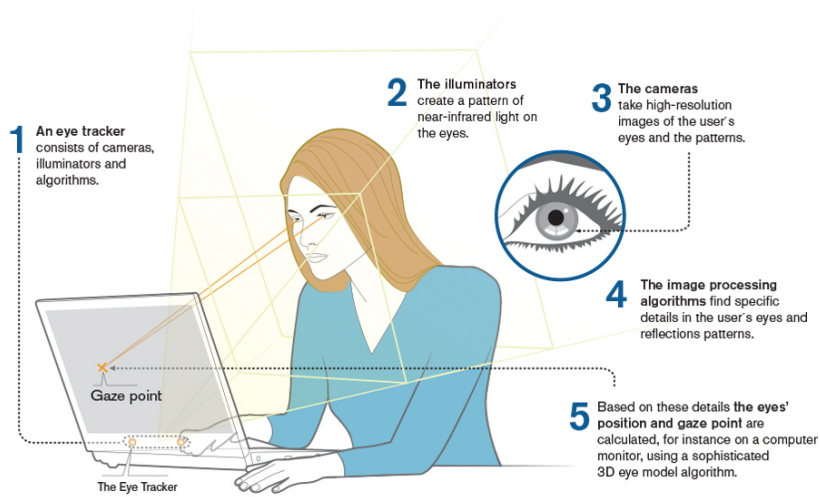 1
An eye tracker
consists of cameras,
illuminators and
algorithms.
2
The illuminators
create a pattern of
near-infrared light on
the eyes.
3
The cameras
take high-resolution
images of the user's
eyes and the patterns.
4
The image processing
algorithms find specific
details in the user's eyes and
reflections patterns.
5
Based on these details the eyes'
position and gaze point are
calculated, for instance on a computer
monitor, using a sophisticated
3D eye model algorithm.
Gaze point
The Eye Tracker